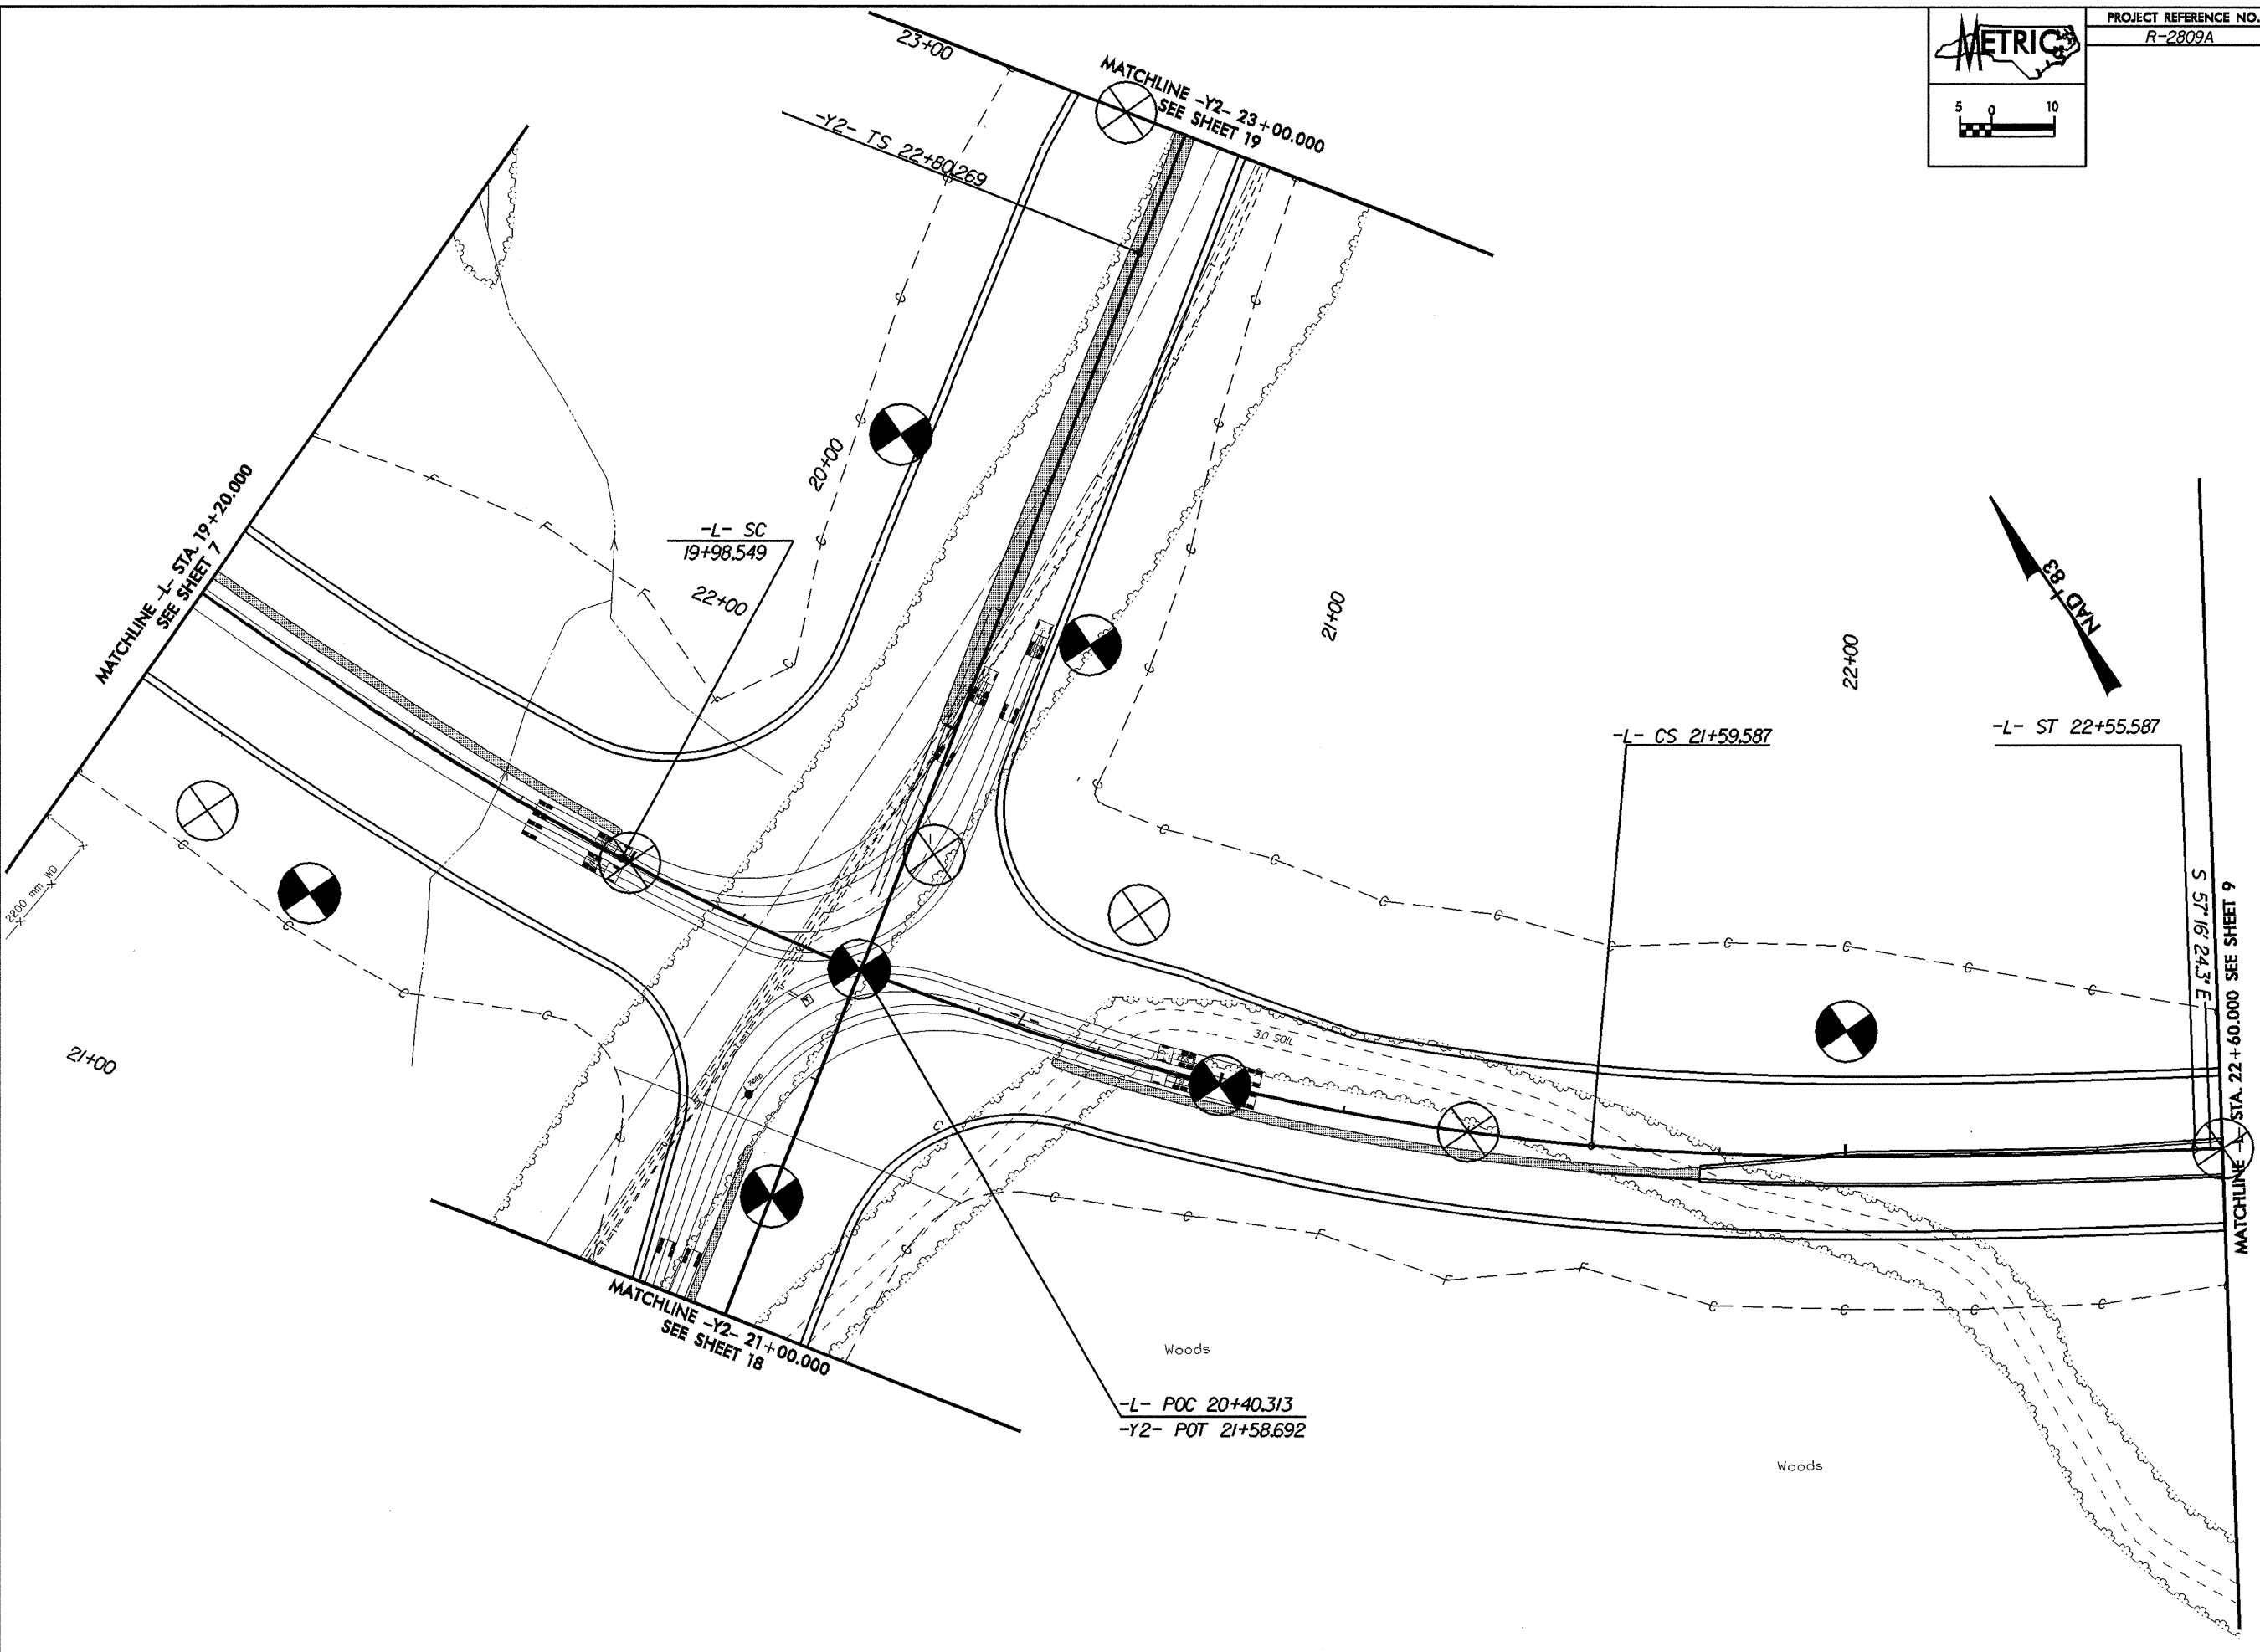 PROJECT REFERENCE NO.
R-2809A
METRIC
5 0 10
23+00
MATCHLINE -Y2- 23+00.000
SEE SHEET 19
-Y2- TS 22+80.269
MATCHLINE -L- STA. 19+20.000
SEE SHEET 7
20+00
-L- SC
19+98.549
22+00
21+00
22+00
NAD '83
-L- CS 21+59.587
-L- ST 22+55.587
S 57°16'24.3" E
MATCHLINE -L- STA. 22+60.000 SEE SHEET 9
2200 mm WD
3.0 SOIL
21+00
MATCHLINE -Y2- 21+00.000
SEE SHEET 18
-L- POC 20+40.313
-Y2- POT 21+58.692
Woods
Woods
C
F